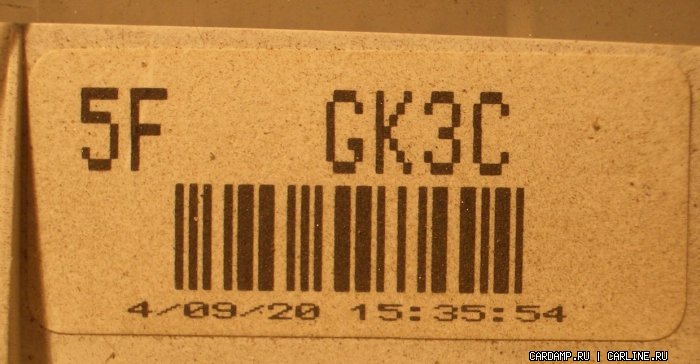 5F GK3C
4/09/20 15:35:54
CARDAMP.RU | CARLINE.RU